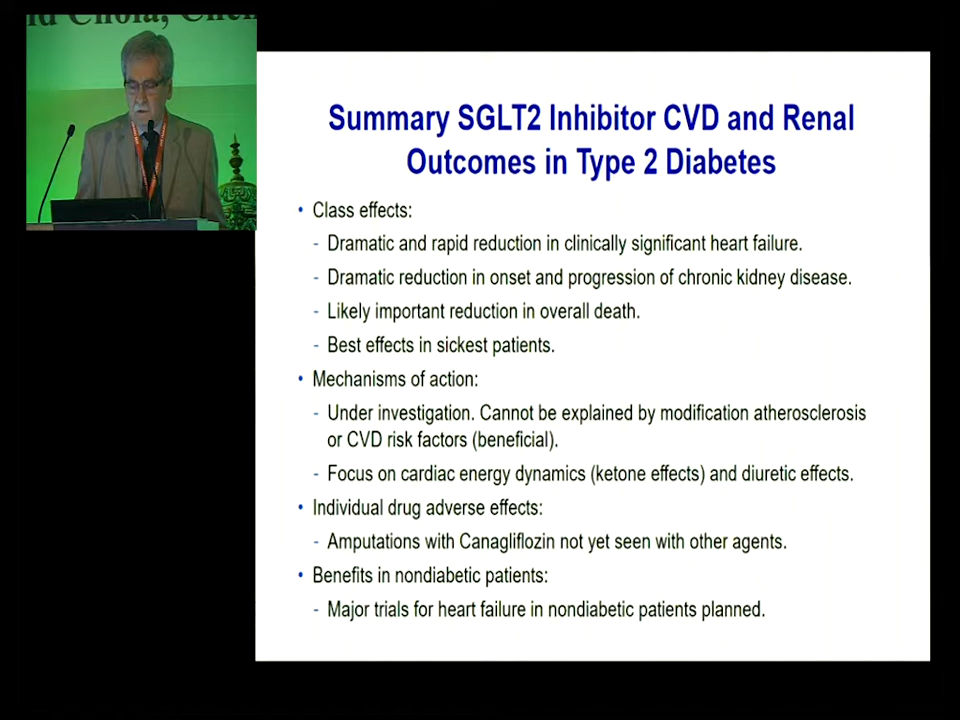 Summary SGLT2 Inhibitor CVD and Renal
Outcomes in Type 2 Diabetes
• Class effects:
- Dramatic and rapid reduction in clinically significant heart failure.
- Dramatic reduction in onset and progression of chronic kidney disease.
- Likely important reduction in overall death.
- Best effects in sickest patients.
• Mechanisms of action:
- Under investigation. Cannot be explained by modification atherosclerosis
or CVD risk factors (beneficial).
- Focus on cardiac energy dynamics (ketone effects) and diuretic effects.
• Individual drug adverse effects:
- Amputations with Canagliflozin not yet seen with other agents.
• Benefits in nondiabetic patients:
- Major trials for heart failure in nondiabetic patients planned.